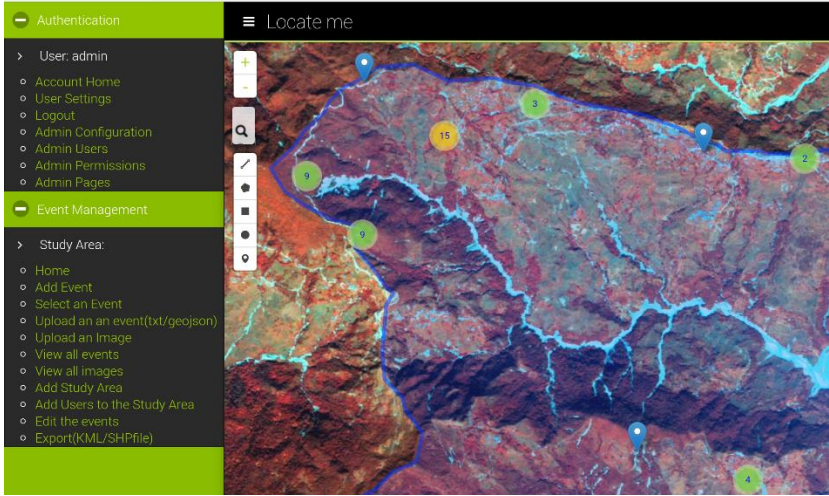 Authentication
User: admin
Account Home
User Settings
Logout
Admin Configuration
Admin Users
Admin Permissions
Admin Pages
Event Management
Study Area:
Home
Add Event
Select an Event
Upload an an event(txt/geojson)
Upload an Image
View all events
View all images
Add Study Area
Add Users to the Study Area
Edit the events
Export(KML/SHPfile)
Locate me
+
-
3
15
2
9
9
4